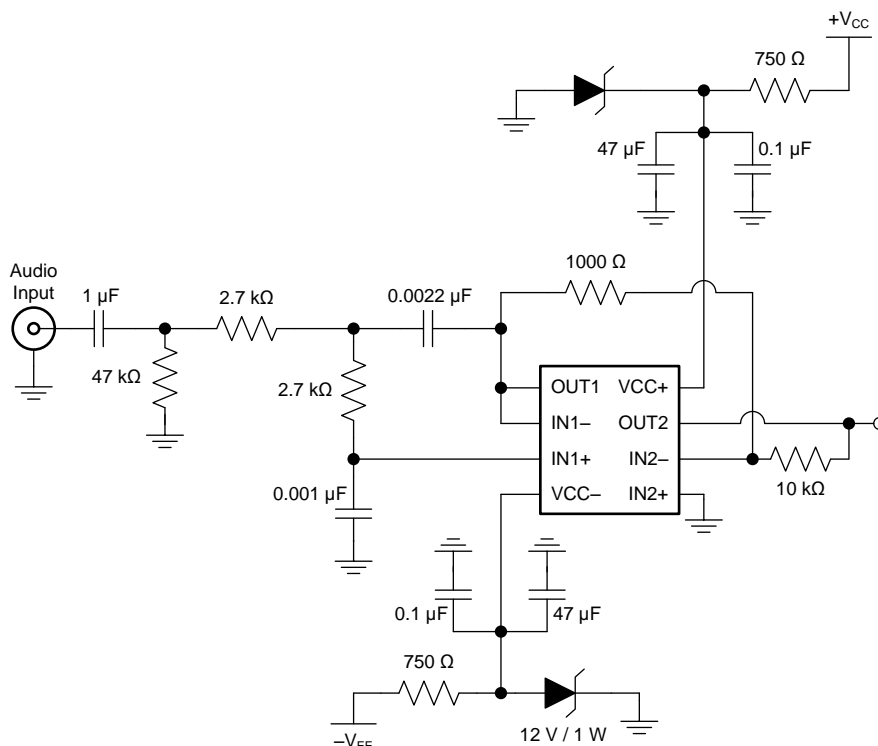 +VCC
750 Ω
47 µF
0.1 µF
Audio
Input
1 µF
2.7 kΩ
0.0022 µF
1000 Ω
47 kΩ
2.7 kΩ
OUT1
VCC+
IN1–
OUT2
IN1+
IN2–
VCC–
IN2+
10 kΩ
0.001 µF
0.1 µF
47 µF
750 Ω
12 V / 1 W
–VEE